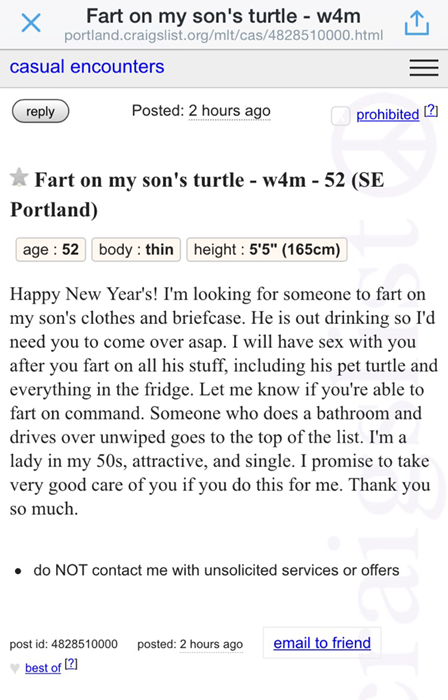 Fart on my son's turtle - w4m
portland.craigslist.org/mlt/cas/4828510000.html
casual encounters
reply
Posted: 2 hours ago
prohibited [?]
Fart on my son's turtle - w4m - 52 (SE
Portland)
age : 52 body : thin height : 5'5" (165cm)
Happy New Year's! I'm looking for someone to fart on
my son's clothes and briefcase. He is out drinking so I'd
need you to come over asap. I will have sex with you
after you fart on all his stuff, including his pet turtle and
everything in the fridge. Let me know if you're able to
fart on command. Someone who does a bathroom and
drives over unwiped goes to the top of the list. I'm a
lady in my 50s, attractive, and single. I promise to take
very good care of you if you do this for me. Thank you
so much.
• do NOT contact me with unsolicited services or offers
post id: 4828510000 posted: 2 hours ago email to friend
best of [?]
craigslist